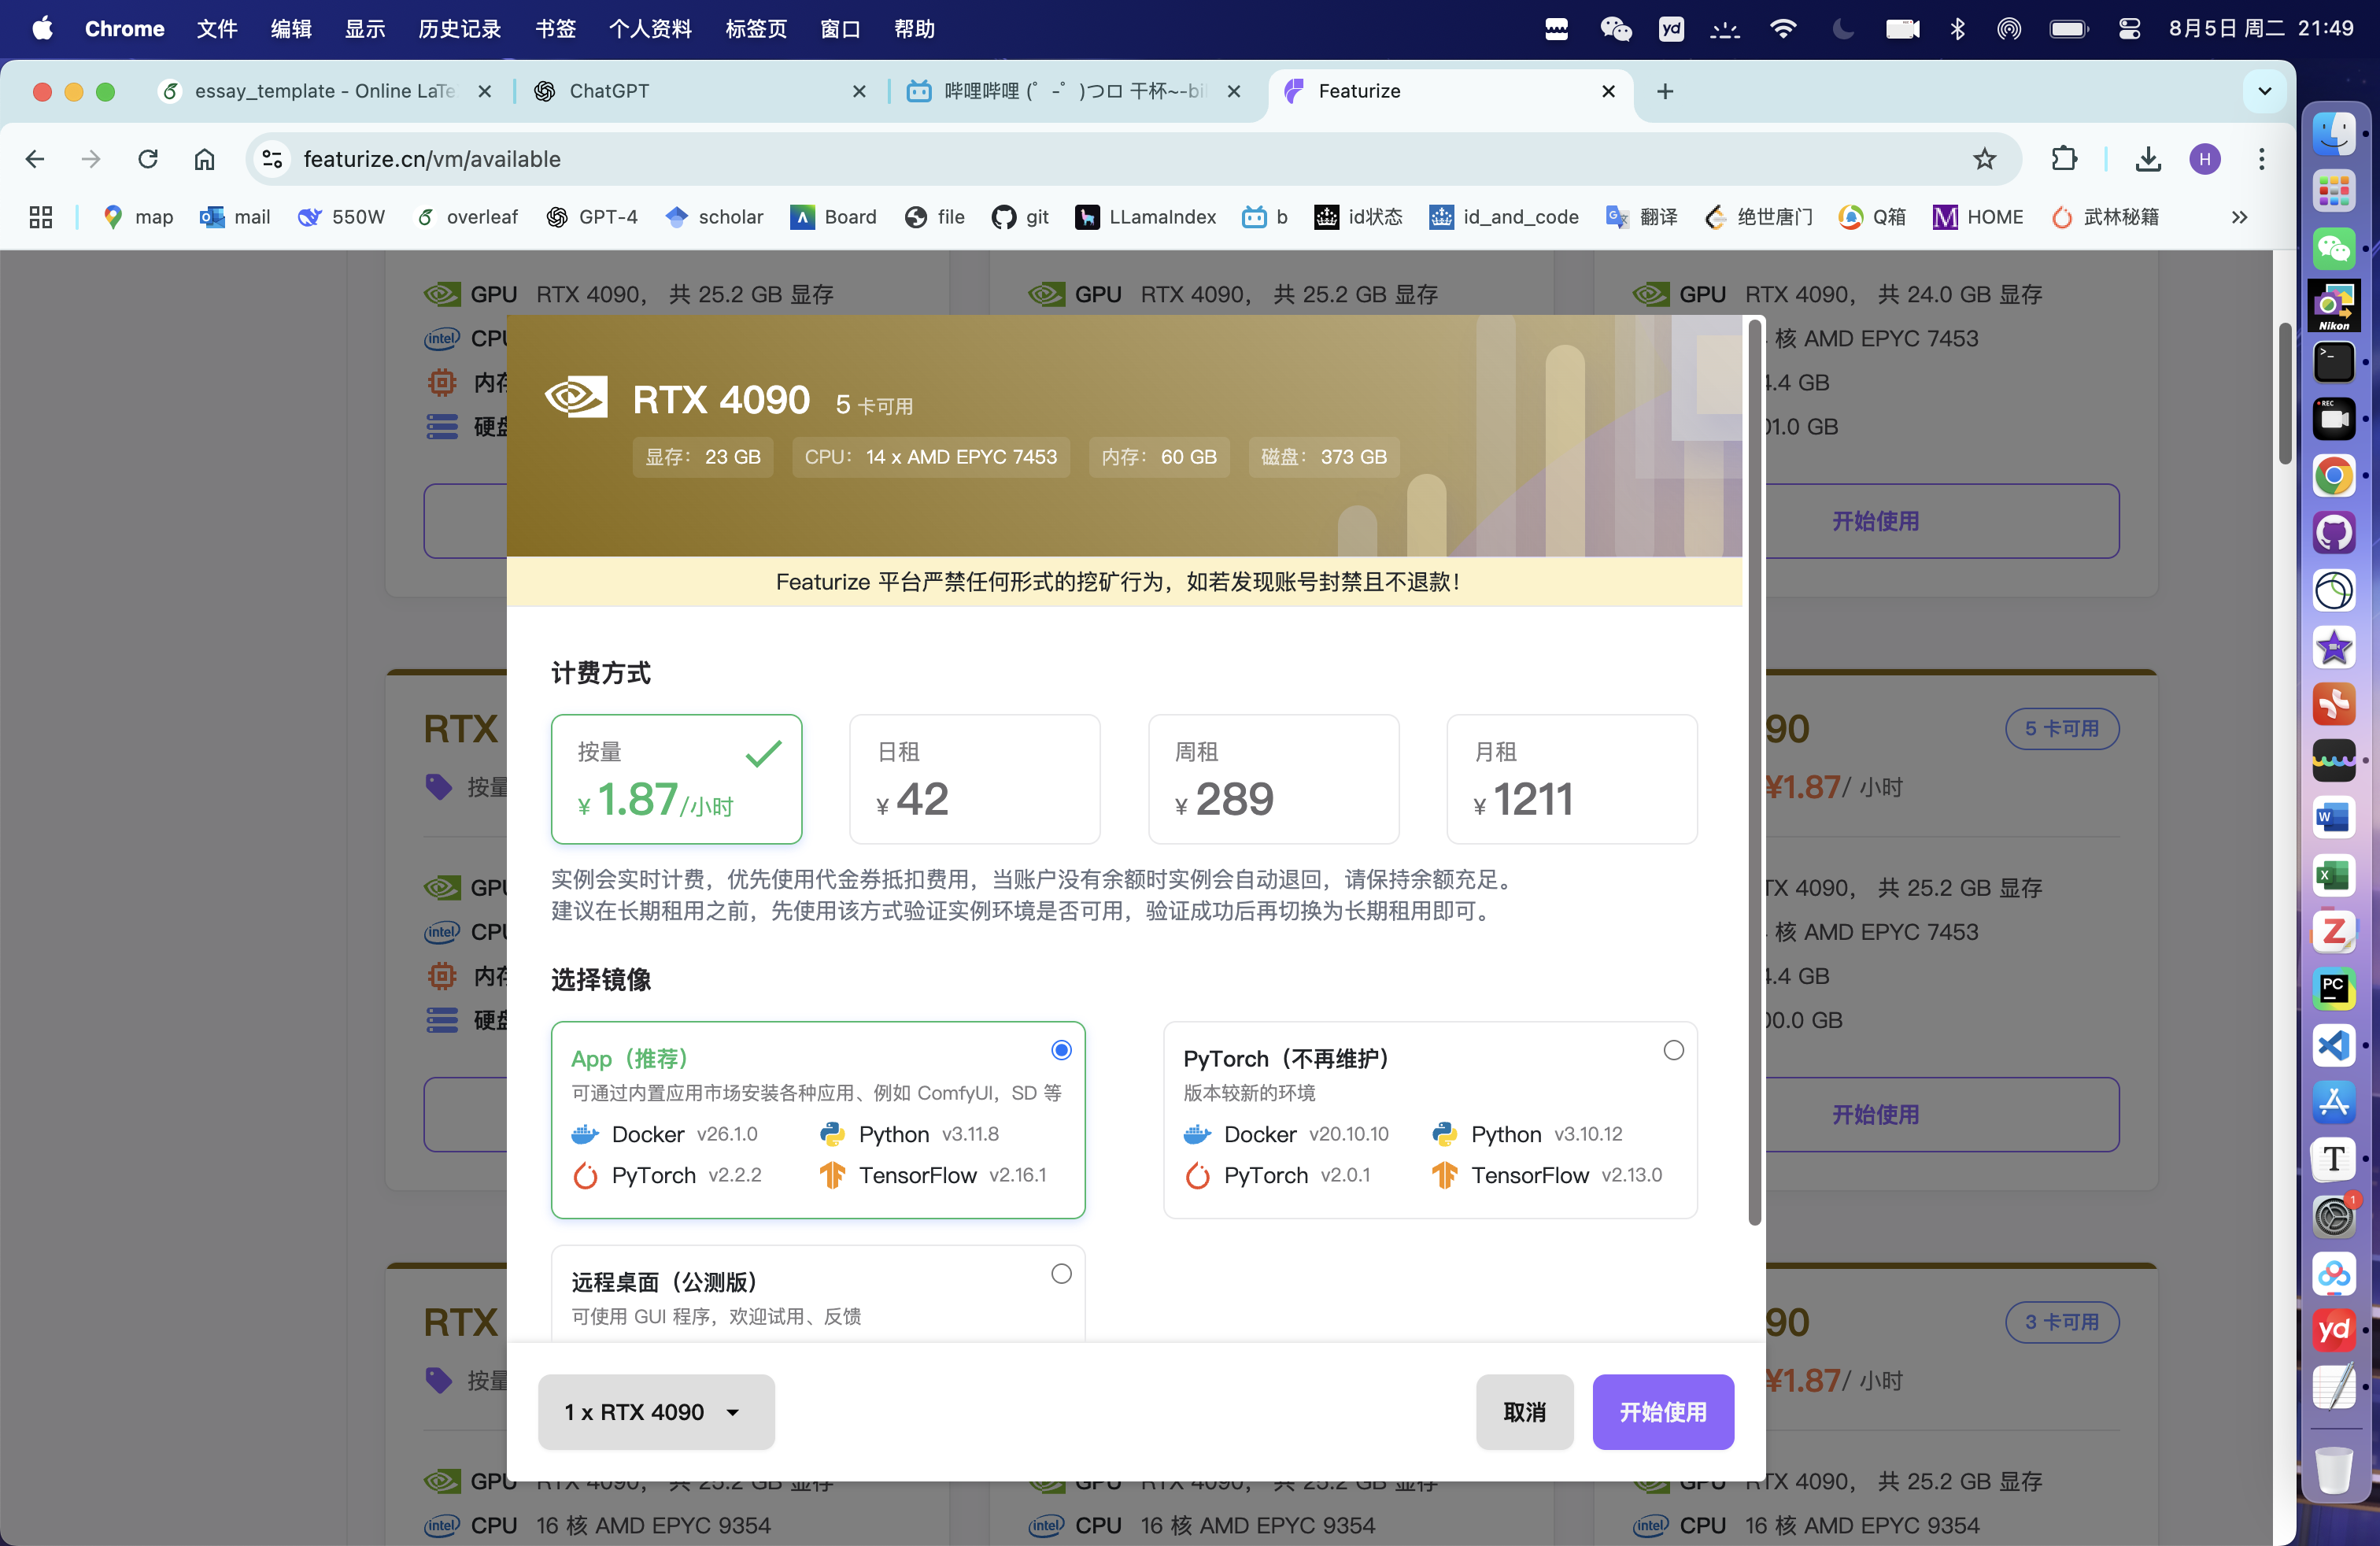 Chrome 文件 编辑 显示 历史记录 书签 个人资料 标签页 窗口 帮助 yd 8月5日 周二 21:49
essay_template - Online LaTe ChatGPT 哔哩哔哩 (゜-゜)つロ 干杯~-bi Featurize
featurize.cn/vm/available H
map mail 550W overleaf GPT-4 scholar Board file git LLamaIndex b id状态 id_and_code 翻译 绝世唐门 Q箱 HOME 武林秘籍
GPU RTX 4090， 共 25.2 GB 显存
GPU RTX 4090， 共 25.2 GB 显存
GPU RTX 4090， 共 24.0 GB 显存
intel CPU
核 AMD EPYC 7453
内存
4.4 GB
硬盘
01.0 GB
开始使用
RTX 4090 5 卡可用
显存： 23 GB CPU： 14 x AMD EPYC 7453 内存： 60 GB 磁盘： 373 GB
Featurize 平台严禁任何形式的挖矿行为，如若发现账号封禁且不退款！
计费方式
按量
¥ 1.87/小时
日租
¥ 42
周租
¥ 289
月租
¥ 1211
实例会实时计费，优先使用代金券抵扣费用，当账户没有余额时实例会自动退回，请保持余额充足。
建议在长期租用之前，先使用该方式验证实例环境是否可用，验证成功后再切换为长期租用即可。
选择镜像
App（推荐）
可通过内置应用市场安装各种应用、例如 ComfyUI，SD 等
Docker v26.1.0 Python v3.11.8
PyTorch v2.2.2 TensorFlow v2.16.1
PyTorch（不再维护）
版本较新的环境
Docker v20.10.10 Python v3.10.12
PyTorch v2.0.1 TensorFlow v2.13.0
远程桌面（公测版）
可使用 GUI 程序，欢迎试用、反馈
1 x RTX 4090 取消 开始使用
RTX
90 5 卡可用
按量
¥1.87/ 小时
GPU
TX 4090， 共 25.2 GB 显存
intel CPU
核 AMD EPYC 7453
内存
4.4 GB
硬盘
00.0 GB
开始使用
RTX
90 3 卡可用
按量
¥1.87/ 小时
GPU RTX 4090， 共 25.2 GB 显存
GPU RTX 4090， 共 25.2 GB 显存
GPU RTX 4090， 共 25.2 GB 显存
intel CPU 16 核 AMD EPYC 9354
intel CPU 16 核 AMD EPYC 9354
intel CPU 16 核 AMD EPYC 9354
Nikon
REC
W
X
Z
PC
T
1
yd